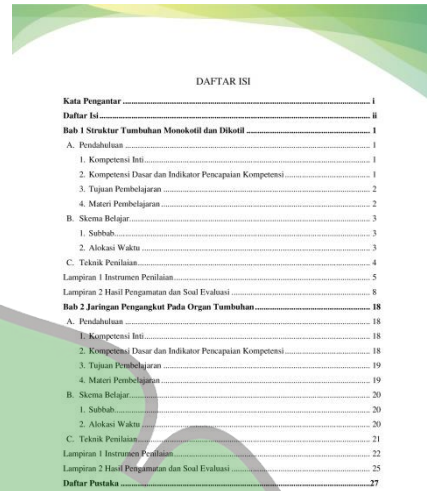 DAFTAR ISI
Kata Pengantar ........ i
Daftar Isi ........ ii
Bab 1 Struktur Tumbuhan Monokotil dan Dikotil ........ 1
A. Pendahuluan ........ 1
1. Kompetensi Inti ........ 1
2. Kompetensi Dasar dan Indikator Pencapaian Kompetensi ........ 1
3. Tujuan Pembelajaran ........ 2
4. Materi Pembelajaran ........ 2
B. Skema Belajar ........ 3
1. Subbab ........ 3
2. Alokasi Waktu ........ 3
C. Teknik Penilaian ........ 4
Lampiran 1 Instrumen Penilaian ........ 5
Lampiran 2 Hasil Pengamatan dan Soal Evaluasi ........ 8
Bab 2 Jaringan Pengangkut Pada Organ Tumbuhan ........ 18
A. Pendahuluan ........ 18
1. Kompetensi Inti ........ 18
2. Kompetensi Dasar dan Indikator Pencapaian Kompetensi ........ 18
3. Tujuan Pembelajaran ........ 19
4. Materi Pembelajaran ........ 19
B. Skema Belajar ........ 20
1. Subbab ........ 20
2. Alokasi Waktu ........ 20
C. Teknik Penilaian ........ 21
Lampiran 1 Instrumen Penilaian ........ 22
Lampiran 2 Hasil Pengamatan dan Soal Evaluasi ........ 25
Daftar Pustaka ........ 27